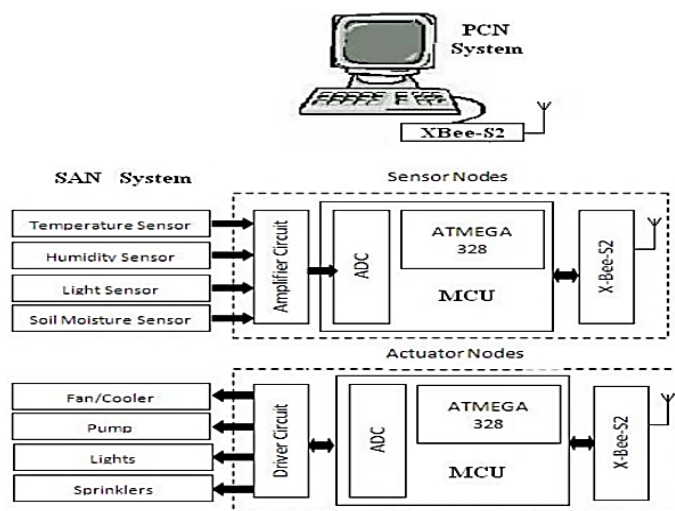 PCN
System
XBee-S2
SAN System
Sensor Nodes
Temperature Sensor
Humidity Sensor
Light Sensor
Soil Moisture Sensor
Amplifier Circuit
ADC
ATMEGA
328
MCU
X-Bee-S2
Actuator Nodes
Fan/Cooler
Pump
Lights
Sprinklers
Driver Circuit
ADC
ATMEGA
328
MCU
X-Bee-S2